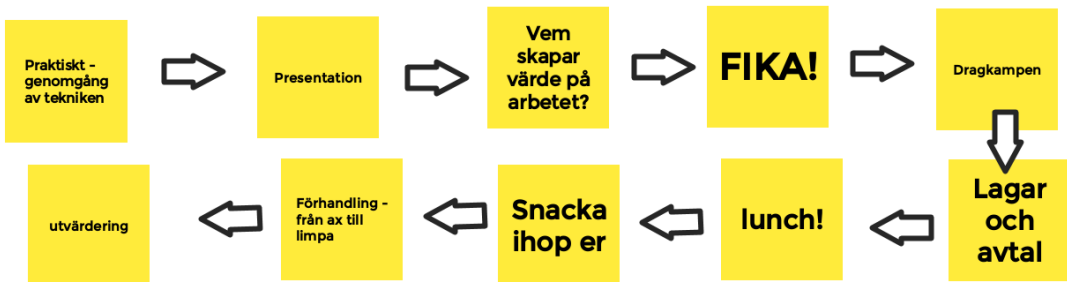 Praktiskt -
genomgång
av tekniken
Presentation
Vem
skapar
värde på
arbetet?
FIKA!
Dragkampen
Lagar
och
avtal
lunch!
Snacka
ihop er
Förhandling -
från ax till
limpa
utvärdering